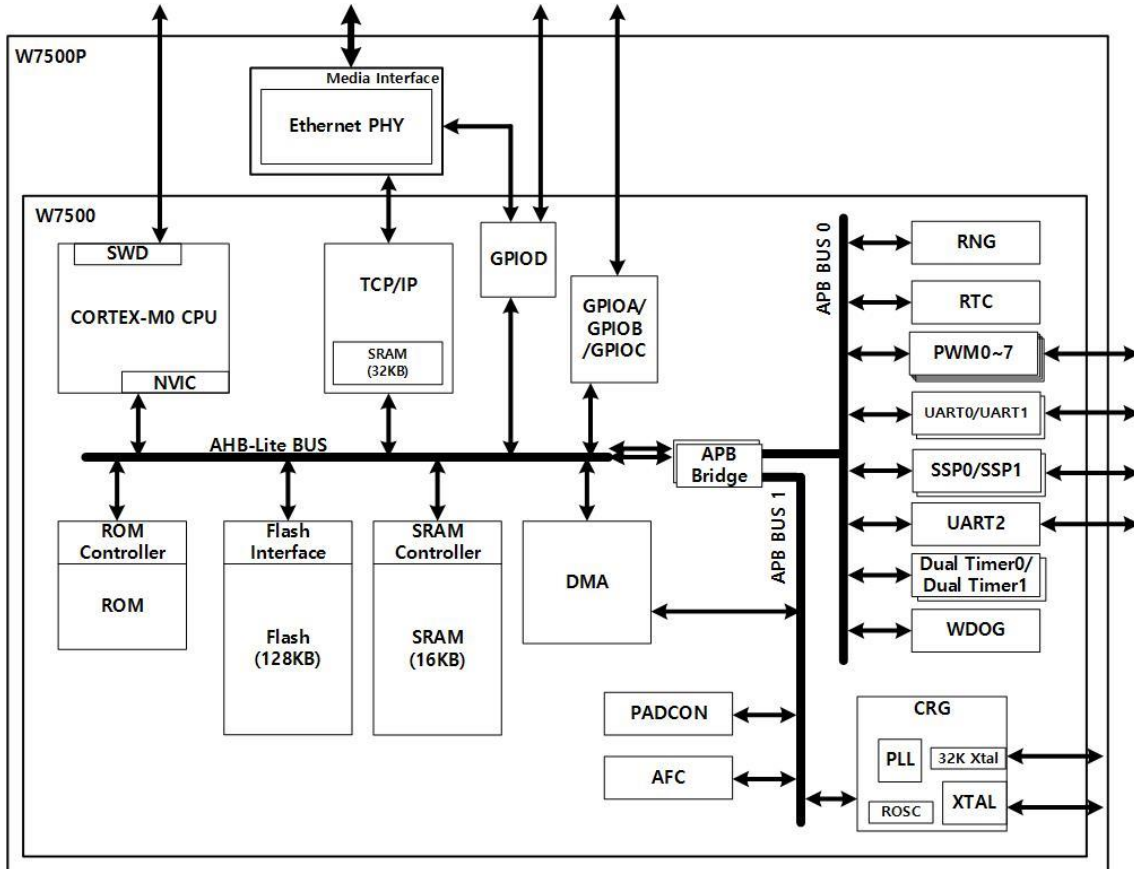 W7500P
Media Interface
Ethernet PHY
W7500
SWD
CORTEX-M0 CPU
NVIC
TCP/IP
SRAM
(32KB)
GPIOD
GPIOA/
GPIOB
/GPIOC
APB BUS 0
RNG
RTC
PWM0~7
UART0/UART1
SSP0/SSP1
UART2
Dual Timer0/
Dual Timer1
WDOG
AHB-Lite BUS
APB
Bridge
APB BUS 1
ROM
Controller
ROM
Flash
Interface
Flash
(128KB)
SRAM
Controller
SRAM
(16KB)
DMA
PADCON
AFC
CRG
PLL
32K Xtal
ROSC
XTAL